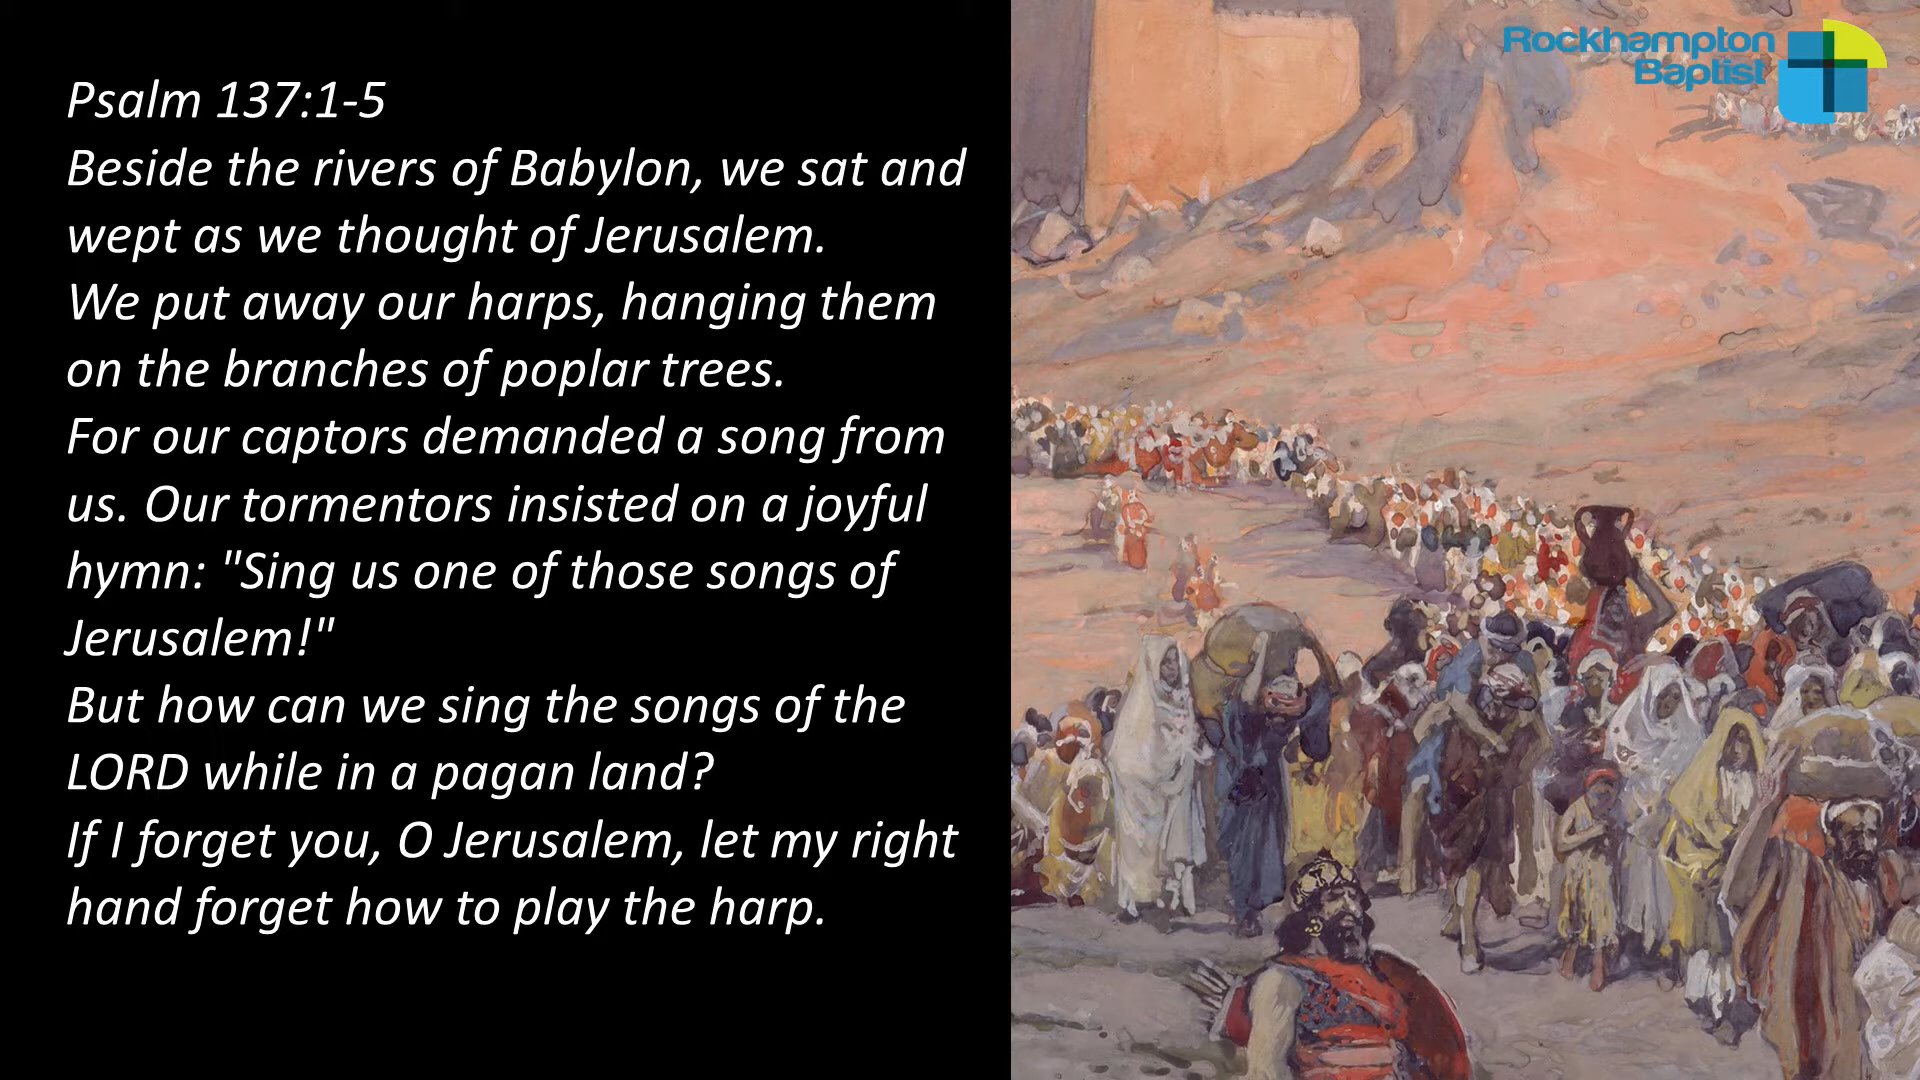 Psalm 137:1-5
Beside the rivers of Babylon, we sat and
wept as we thought of Jerusalem.
We put away our harps, hanging them
on the branches of poplar trees.
For our captors demanded a song from
us. Our tormentors insisted on a joyful
hymn: "Sing us one of those songs of
Jerusalem!"
But how can we sing the songs of the
LORD while in a pagan land?
If I forget you, O Jerusalem, let my right
hand forget how to play the harp.
Rockhampton
Baptist